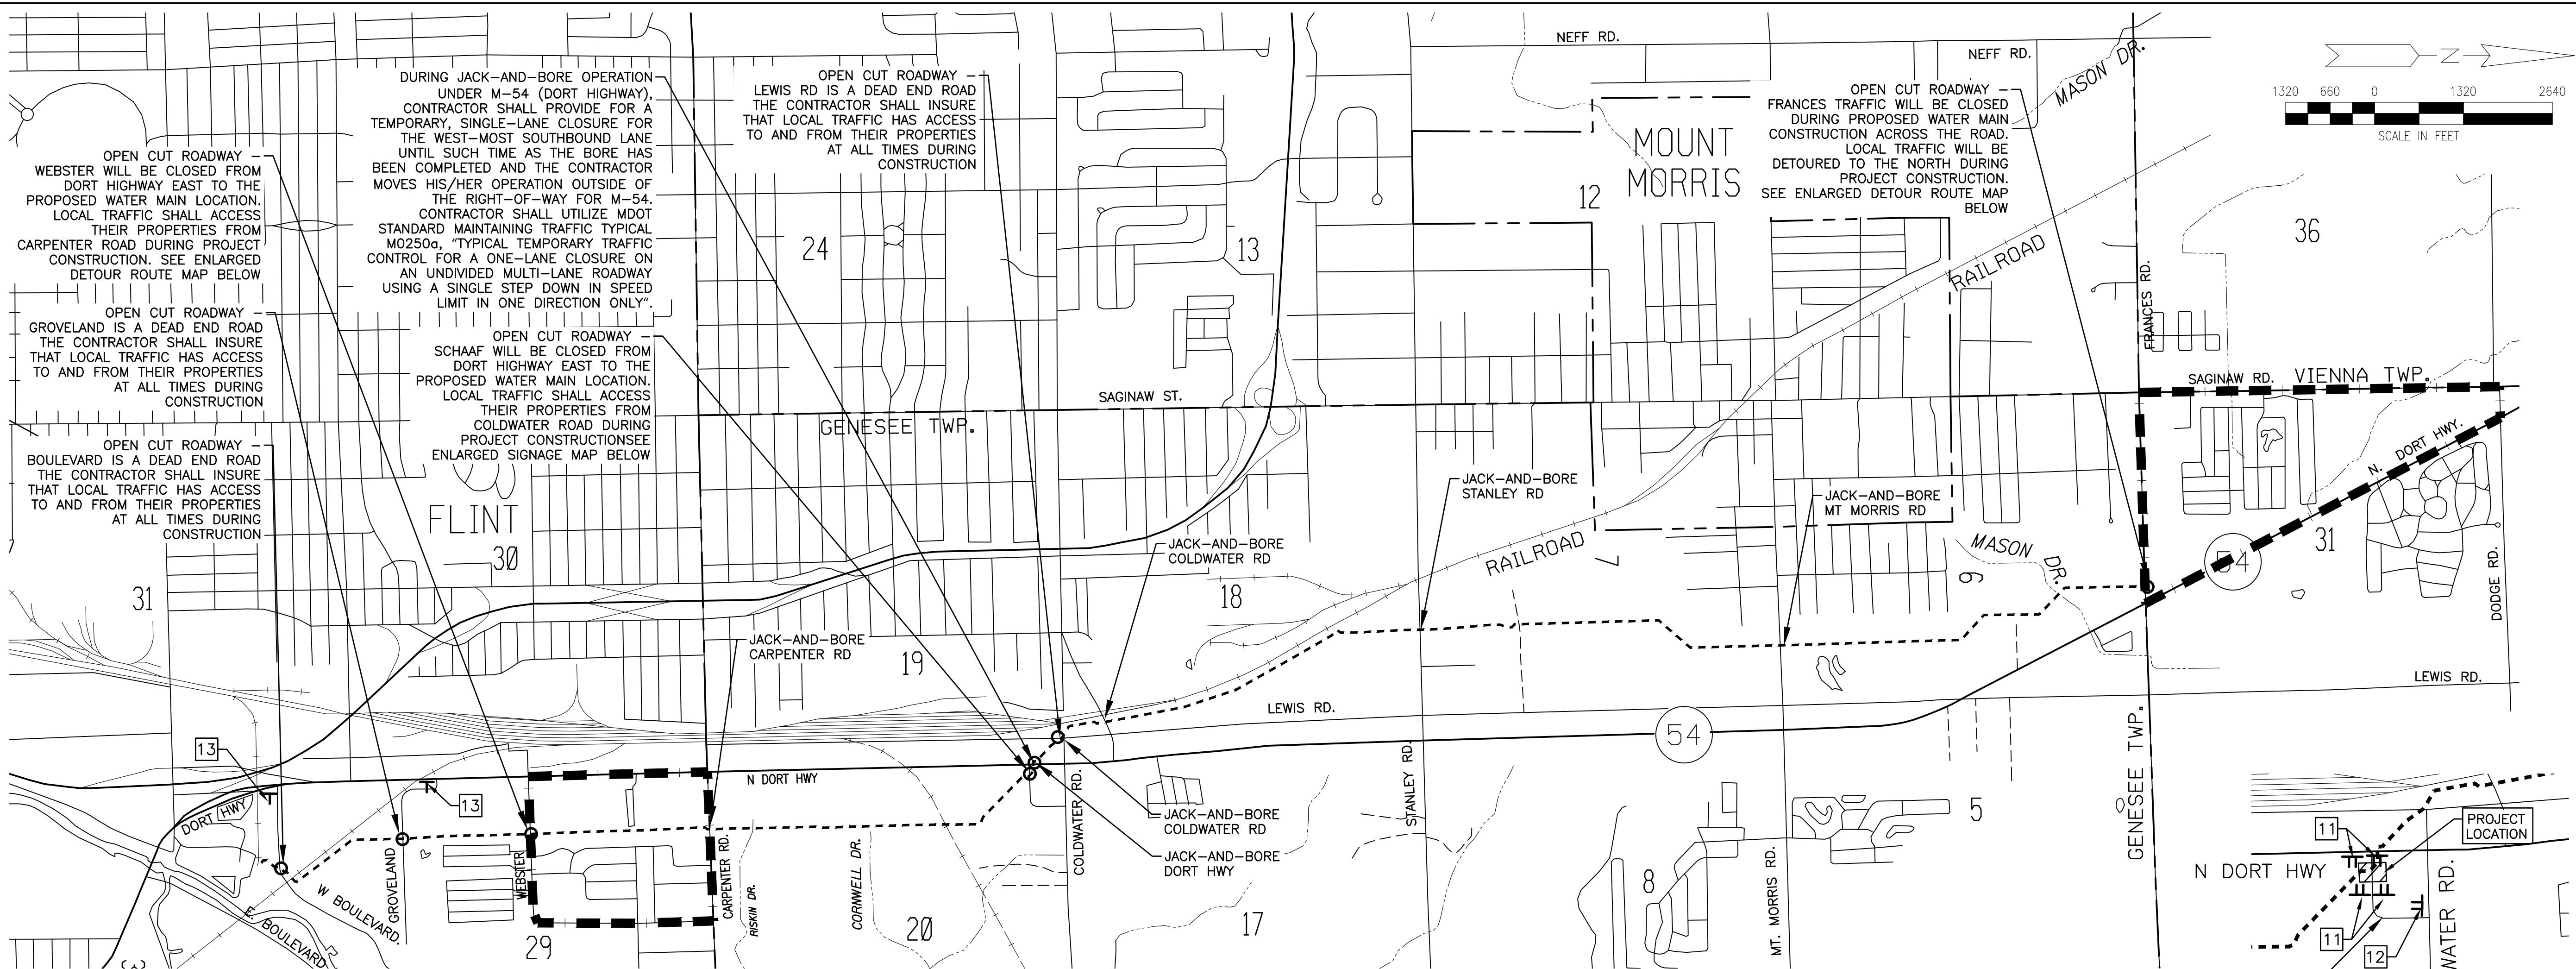 OPEN CUT ROADWAY –
WEBSTER WILL BE CLOSED FROM
DORT HIGHWAY EAST TO THE
PROPOSED WATER MAIN LOCATION.
LOCAL TRAFFIC SHALL ACCESS
THEIR PROPERTIES FROM
CARPENTER ROAD DURING PROJECT
CONSTRUCTION. SEE ENLARGED
DETOUR ROUTE MAP BELOW
OPEN CUT ROADWAY –
GROVELAND IS A DEAD END ROAD
THE CONTRACTOR SHALL INSURE
THAT LOCAL TRAFFIC HAS ACCESS
TO AND FROM THEIR PROPERTIES
AT ALL TIMES DURING
CONSTRUCTION
OPEN CUT ROADWAY –
BOULEVARD IS A DEAD END ROAD
THE CONTRACTOR SHALL INSURE
THAT LOCAL TRAFFIC HAS ACCESS
TO AND FROM THEIR PROPERTIES
AT ALL TIMES DURING
CONSTRUCTION
DURING JACK-AND-BORE OPERATION
UNDER M-54 (DORT HIGHWAY),
CONTRACTOR SHALL PROVIDE FOR A
TEMPORARY, SINGLE-LANE CLOSURE FOR
THE WEST-MOST SOUTHBOUND LANE
UNTIL SUCH TIME AS THE BORE HAS
BEEN COMPLETED AND THE CONTRACTOR
MOVES HIS/HER OPERATION OUTSIDE OF
THE RIGHT-OF-WAY FOR M-54.
CONTRACTOR SHALL UTILIZE MDOT
STANDARD MAINTAINING TRAFFIC TYPICAL
M0250a, "TYPICAL TEMPORARY TRAFFIC
CONTROL FOR A ONE-LANE CLOSURE ON
AN UNDIVIDED MULTI-LANE ROADWAY
USING A SINGLE STEP DOWN IN SPEED
LIMIT IN ONE DIRECTION ONLY".
OPEN CUT ROADWAY –
SCHAAF WILL BE CLOSED FROM
DORT HIGHWAY EAST TO THE
PROPOSED WATER MAIN LOCATION.
LOCAL TRAFFIC SHALL ACCESS
THEIR PROPERTIES FROM
COLDWATER ROAD DURING
PROJECT CONSTRUCTIONSEE
ENLARGED SIGNAGE MAP BELOW
OPEN CUT ROADWAY –
LEWIS RD IS A DEAD END ROAD
THE CONTRACTOR SHALL INSURE
THAT LOCAL TRAFFIC HAS ACCESS
TO AND FROM THEIR PROPERTIES
AT ALL TIMES DURING
CONSTRUCTION
OPEN CUT ROADWAY –
FRANCES TRAFFIC WILL BE CLOSED
DURING PROPOSED WATER MAIN
CONSTRUCTION ACROSS THE ROAD.
LOCAL TRAFFIC WILL BE
DETOURED TO THE NORTH DURING
PROJECT CONSTRUCTION.
SEE ENLARGED DETOUR ROUTE MAP
BELOW
NEFF RD.
NEFF RD.
MASON DR.
N
1320 660 0 1320 2640
SCALE IN FEET
MOUNT
MORRIS
12
24
13
36
RAILROAD
FRANCES RD.
SAGINAW ST.
GENESEE TWP.
SAGINAW RD.
VIENNA TWP.
N. DORT HWY.
FLINT
30
31
19
18
7
6
31
54
JACK-AND-BORE
STANLEY RD
JACK-AND-BORE
MT MORRIS RD
JACK-AND-BORE
COLDWATER RD
JACK-AND-BORE
CARPENTER RD
RAILROAD
MASON DR.
DODGE RD.
LEWIS RD.
LEWIS RD.
54
13
13
DORT HWY
N DORT HWY
GROVELAND
WEBSTER
CARPENTER RD.
RISKIN DR.
CORNWELL DR.
COLDWATER RD.
STANLEY RD.
MT. MORRIS RD.
GENESEE TWP.
JACK-AND-BORE
COLDWATER RD
JACK-AND-BORE
DORT HWY
W BOULEVARD.
E. BOULEVARD
29
20
17
8
5
PROJECT
LOCATION
11
N DORT HWY
11
12
WATER RD.